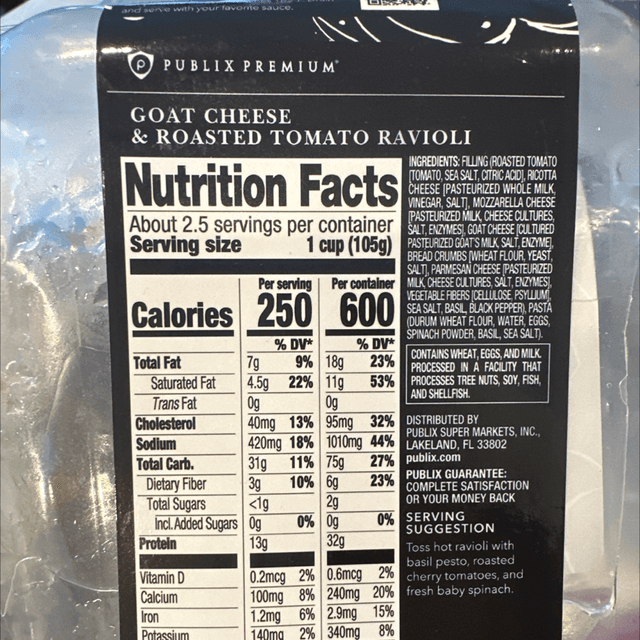 and serve with your favorite sauce.
PUBLIX PREMIUM
GOAT CHEESE
& ROASTED TOMATO RAVIOLI
Nutrition Facts
About 2.5 servings per container
Serving size 1 cup (105g)
Per serving Per container
Calories 250 600
% DV* % DV*
Total Fat 7g 9% 18g 23%
Saturated Fat 4.5g 22% 11g 53%
Trans Fat 0g 0g
Cholesterol 40mg 13% 95mg 32%
Sodium 420mg 18% 1010mg 44%
Total Carb. 31g 11% 75g 27%
Dietary Fiber 3g 10% 6g 23%
Total Sugars <1g 2g
Incl. Added Sugars 0g 0% 0g 0%
Protein 13g 32g
Vitamin D 0.2mcg 2% 0.6mcg 2%
Calcium 100mg 8% 240mg 20%
Iron 1.2mg 6% 2.9mg 15%
Potassium 140mg 2% 340mg 8%
INGREDIENTS: FILLING (ROASTED TOMATO
[TOMATO, SEA SALT, CITRIC ACID], RICOTTA
CHEESE [PASTEURIZED WHOLE MILK,
VINEGAR, SALT], MOZZARELLA CHEESE
[PASTEURIZED MILK, CHEESE CULTURES,
SALT, ENZYMES], GOAT CHEESE [CULTURED
PASTEURIZED GOAT'S MILK, SALT, ENZYME],
BREAD CRUMBS [WHEAT FLOUR, YEAST,
SALT], PARMESAN CHEESE [PASTEURIZED
MILK, CHEESE CULTURES, SALT, ENZYMES],
VEGETABLE FIBERS [CELLULOSE, PSYLLIUM],
SEA SALT, BASIL, BLACK PEPPER), PASTA
(DURUM WHEAT FLOUR, WATER, EGGS,
SPINACH POWDER, BASIL, SEA SALT).
CONTAINS WHEAT, EGGS, AND MILK.
PROCESSED IN A FACILITY THAT
PROCESSES TREE NUTS, SOY, FISH,
AND SHELLFISH.
DISTRIBUTED BY
PUBLIX SUPER MARKETS, INC.,
LAKELAND, FL 33802
publix.com
PUBLIX GUARANTEE:
COMPLETE SATISFACTION
OR YOUR MONEY BACK
SERVING
SUGGESTION
Toss hot ravioli with
basil pesto, roasted
cherry tomatoes, and
fresh baby spinach.